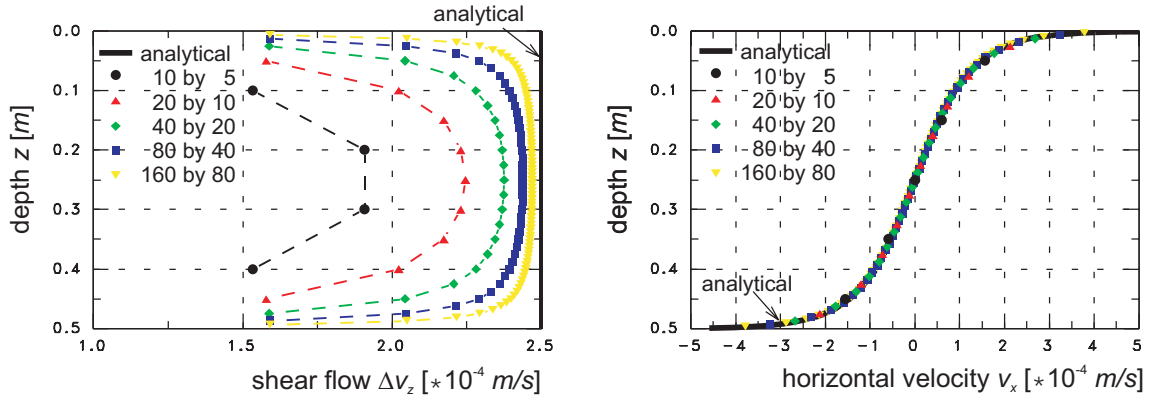 analytical
0.0
0.1
0.2
0.3
0.4
0.5
depth z [m]
analytical
10 by 5
20 by 10
40 by 20
80 by 40
160 by 80
1.0
1.5
2.0
2.5
shear flow Δv_z [*10^-4 m/s]
0.0
0.1
0.2
0.3
0.4
0.5
depth z [m]
analytical
10 by 5
20 by 10
40 by 20
80 by 40
160 by 80
analytical
−5 −4 −3 −2 −1 0 1 2 3 4 5
horizontal velocity v_x [*10^-4 m/s]